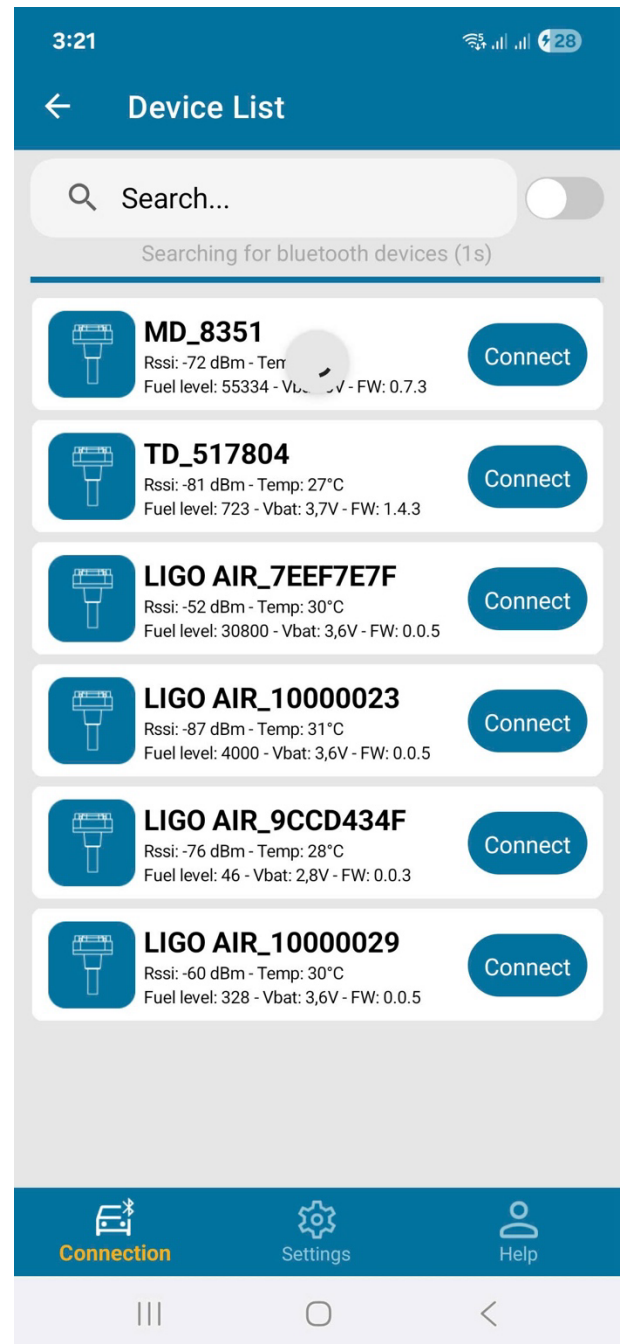 3:21
28
Device List
Search...
Searching for bluetooth devices (1s)
MD_8351
Rssi: -72 dBm -
Fuel level: 55334 - - FW: 0.7.3
Connect
TD_517804
Rssi: -81 dBm - Temp: 27°C
Fuel level: 723 - Vbat: 3,7V - FW: 1.4.3
Connect
LIGO AIR_7EEF7E7F
Rssi: -52 dBm - Temp: 30°C
Fuel level: 30800 - Vbat: 3,6V - FW: 0.0.5
Connect
LIGO AIR_10000023
Rssi: -87 dBm - Temp: 31°C
Fuel level: 4000 - Vbat: 3,6V - FW: 0.0.5
Connect
LIGO AIR_9CCD434F
Rssi: -76 dBm - Temp: 28°C
Fuel level: 46 - Vbat: 2,8V - FW: 0.0.3
Connect
LIGO AIR_10000029
Rssi: -60 dBm - Temp: 30°C
Fuel level: 328 - Vbat: 3,6V - FW: 0.0.5
Connect
Connection
Settings
Help